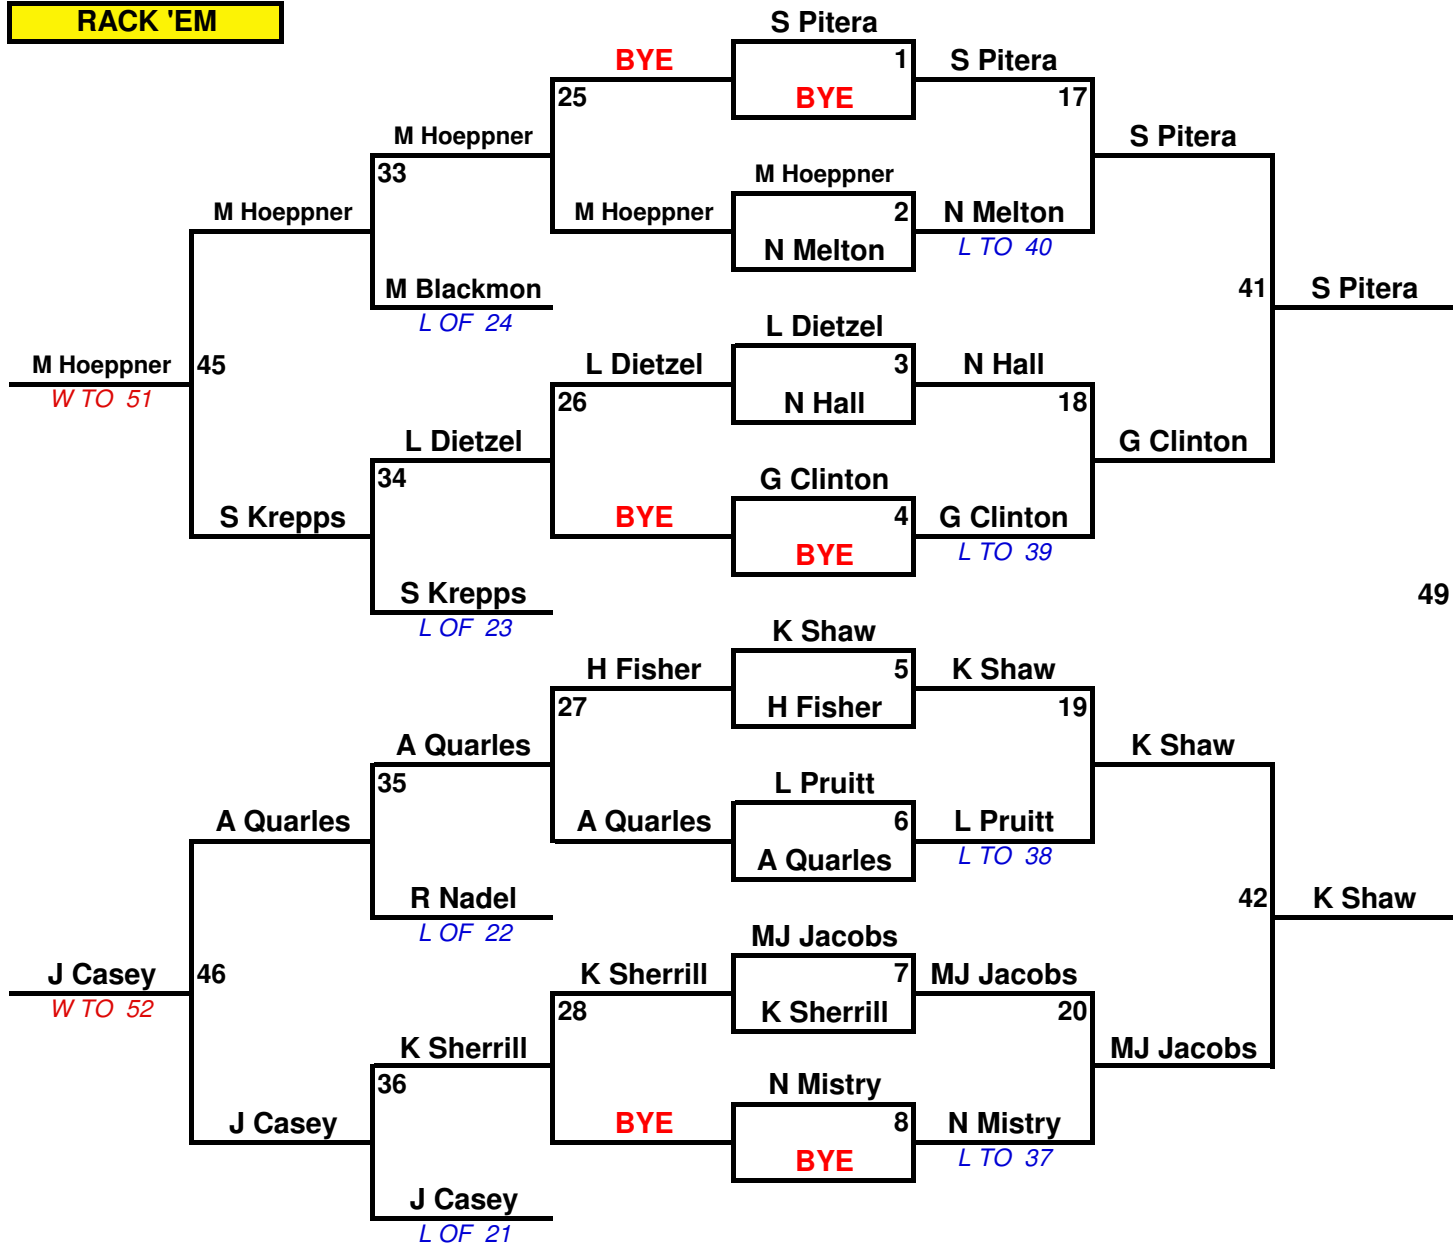 RACK 'EM
S Pitera
BYE
1
S Pitera
25
BYE
17
M Hoeppner
S Pitera
33
M Hoeppner
M Hoeppner
M Hoeppner
2
N Melton
N Melton
L TO 40
M Blackmon
41
S Pitera
L OF 24
L Dietzel
M Hoeppner
45
L Dietzel
3
N Hall
W TO 51
26
N Hall
18
L Dietzel
G Clinton
34
G Clinton
S Krepps
BYE
4
G Clinton
BYE
L TO 39
S Krepps
49
L OF 23
K Shaw
H Fisher
5
K Shaw
27
H Fisher
19
A Quarles
K Shaw
35
L Pruitt
A Quarles
A Quarles
6
L Pruitt
A Quarles
L TO 38
R Nadel
42
K Shaw
L OF 22
MJ Jacobs
J Casey
46
K Sherrill
7
MJ Jacobs
W TO 52
28
K Sherrill
20
K Sherrill
MJ Jacobs
36
N Mistry
J Casey
BYE
8
N Mistry
BYE
L TO 37
J Casey
L OF 21